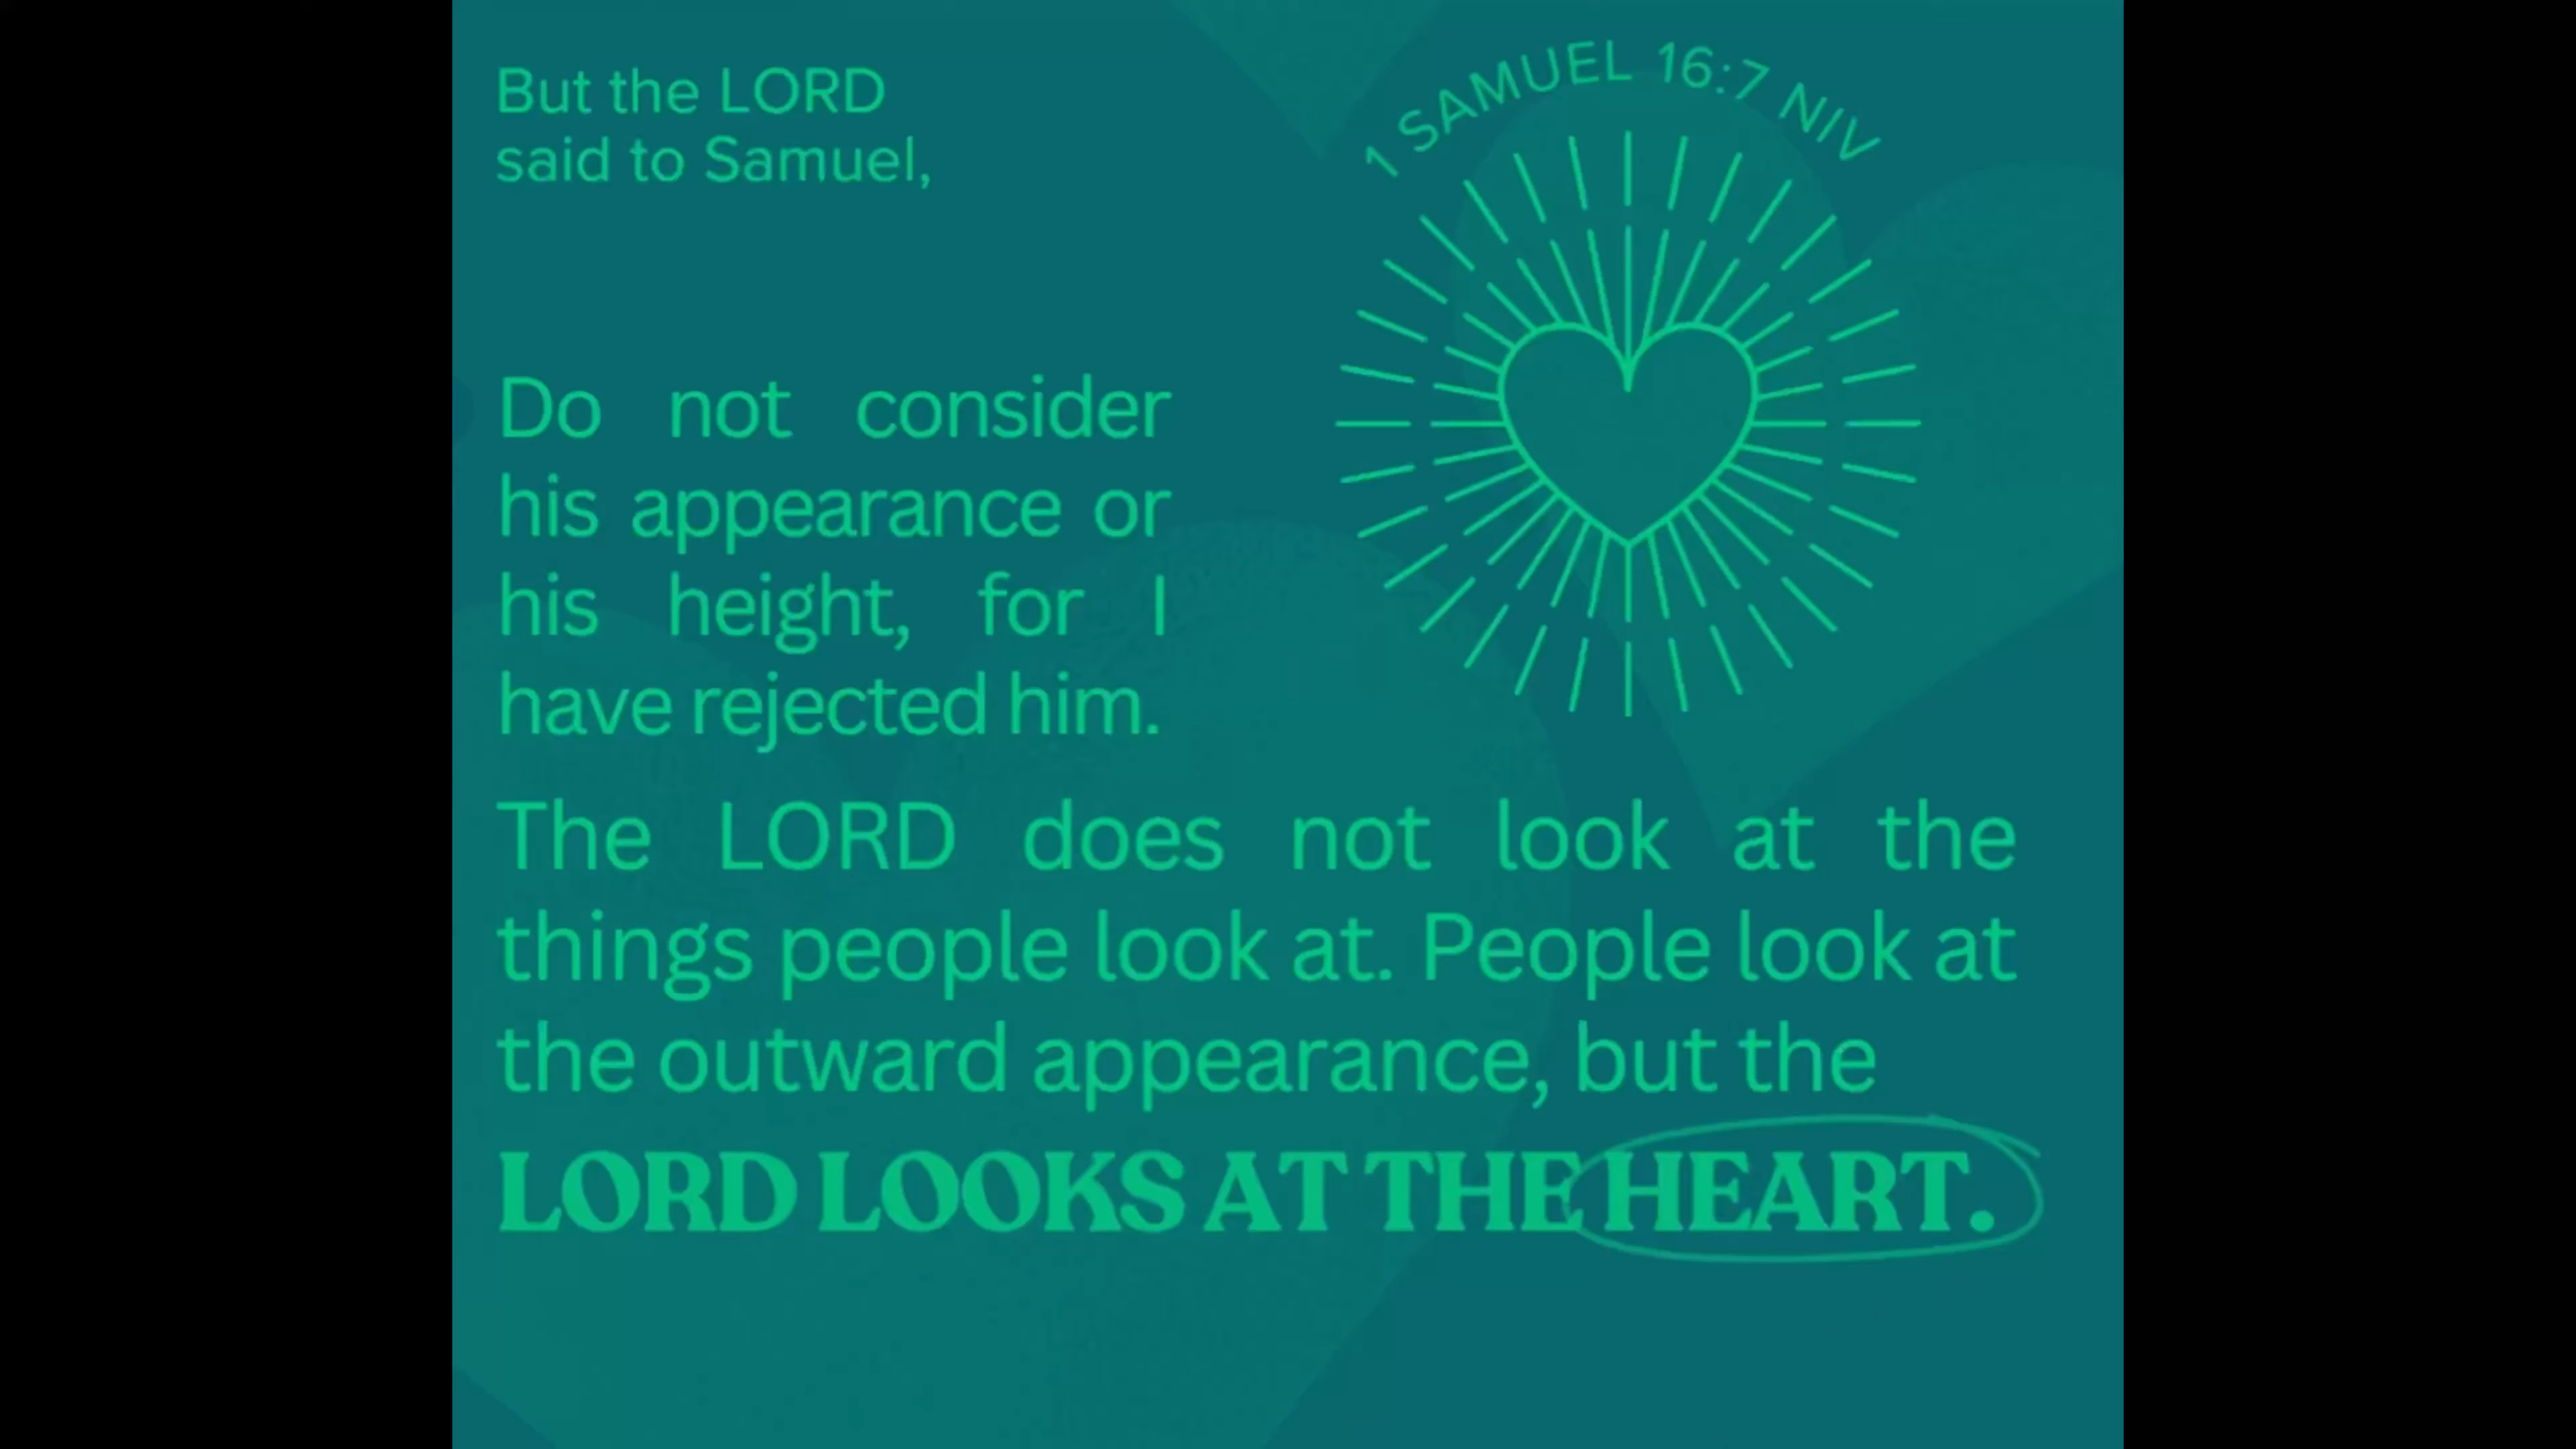 But the LORD
said to Samuel,
1 SAMUEL 16:7 NIV
Do not consider
his appearance or
his height, for I
have rejected him.
The LORD does not look at the
things people look at. People look at
the outward appearance, but the
LORD LOOKS AT THE HEART.